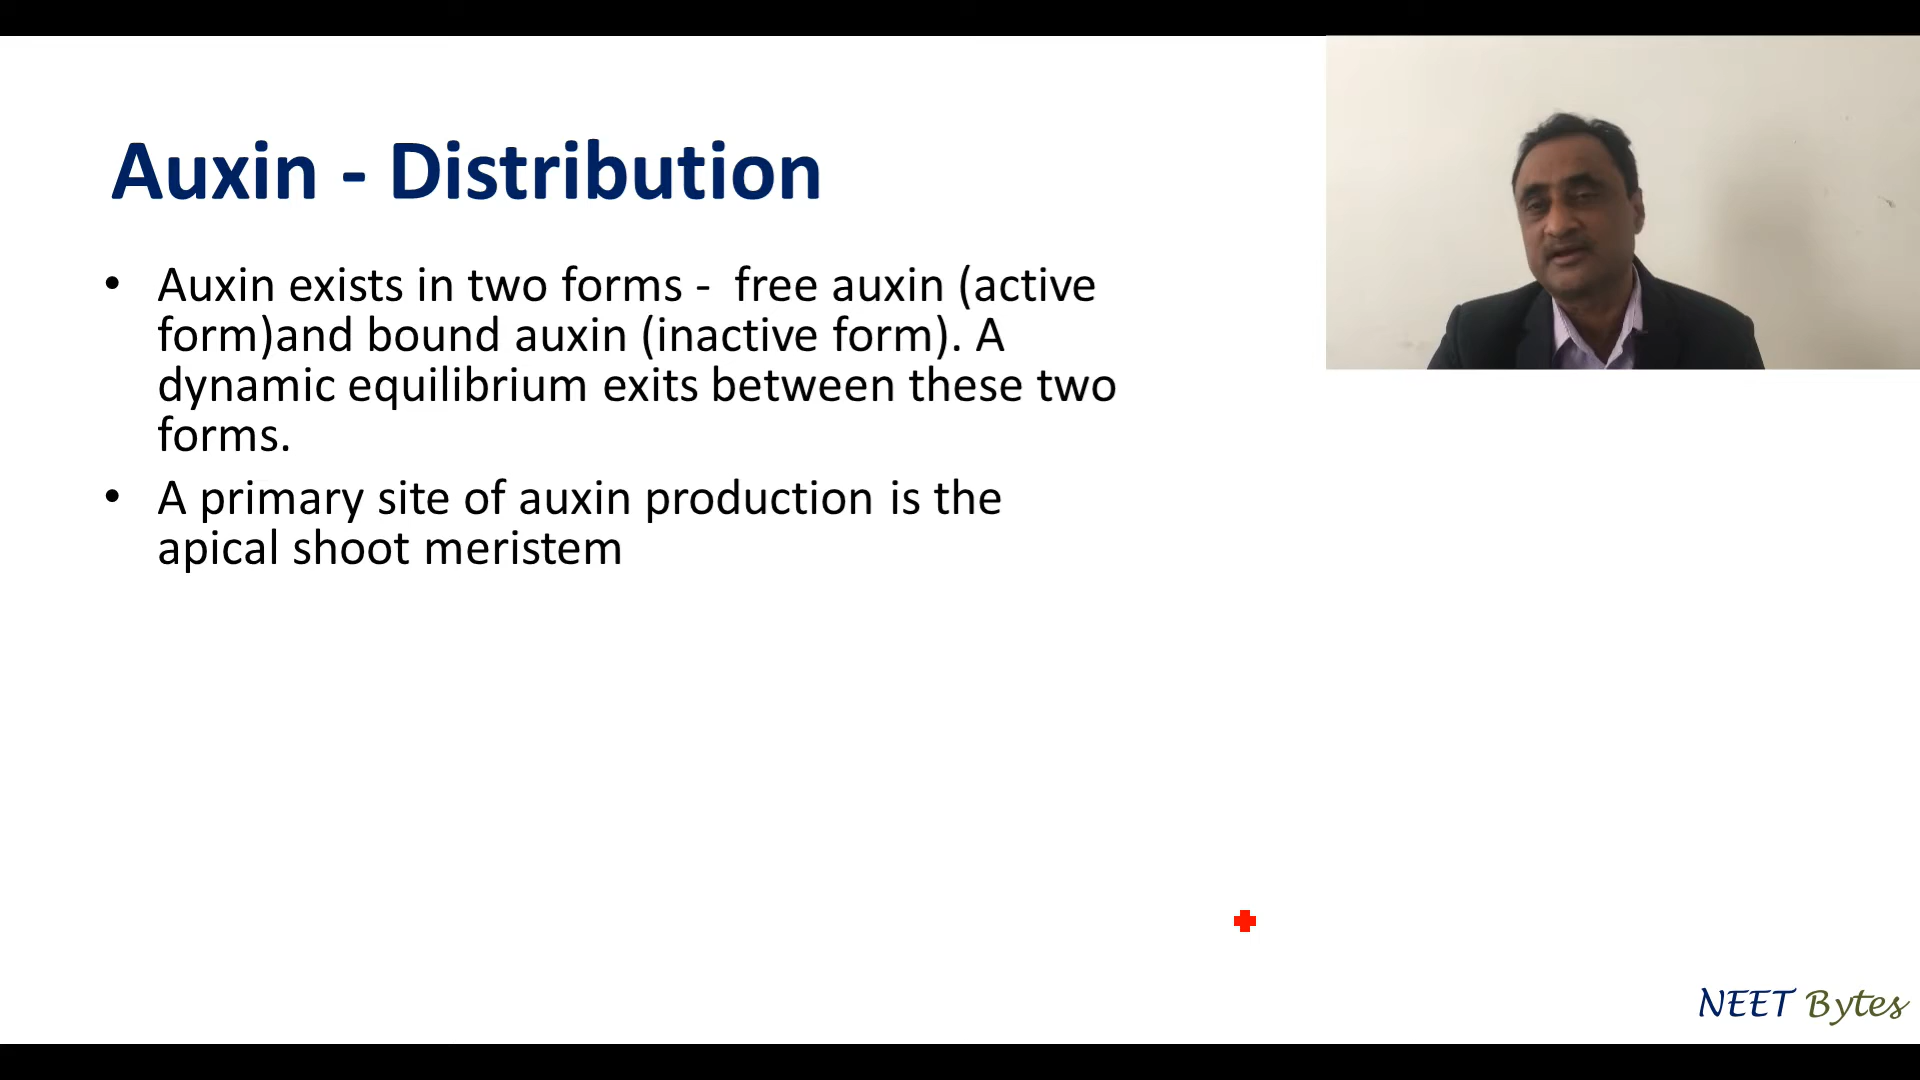 Auxin - Distribution
• Auxin exists in two forms - free auxin (active
form)and bound auxin (inactive form). A
dynamic equilibrium exits between these two
forms.
• A primary site of auxin production is the
apical shoot meristem
NEET Bytes